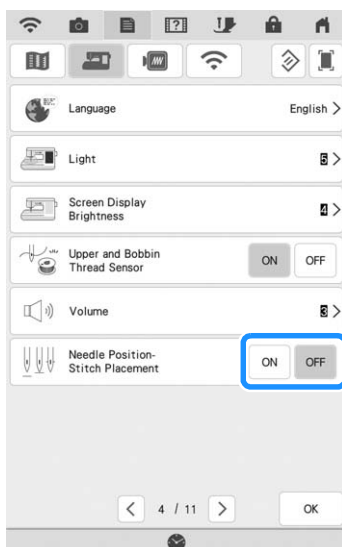 Language English >
Light 5 >
Screen Display
Brightness 4 >
Upper and Bobbin
Thread Sensor ON OFF
Volume 3 >
Needle Position-
Stitch Placement ON OFF
< 4 / 11 > OK